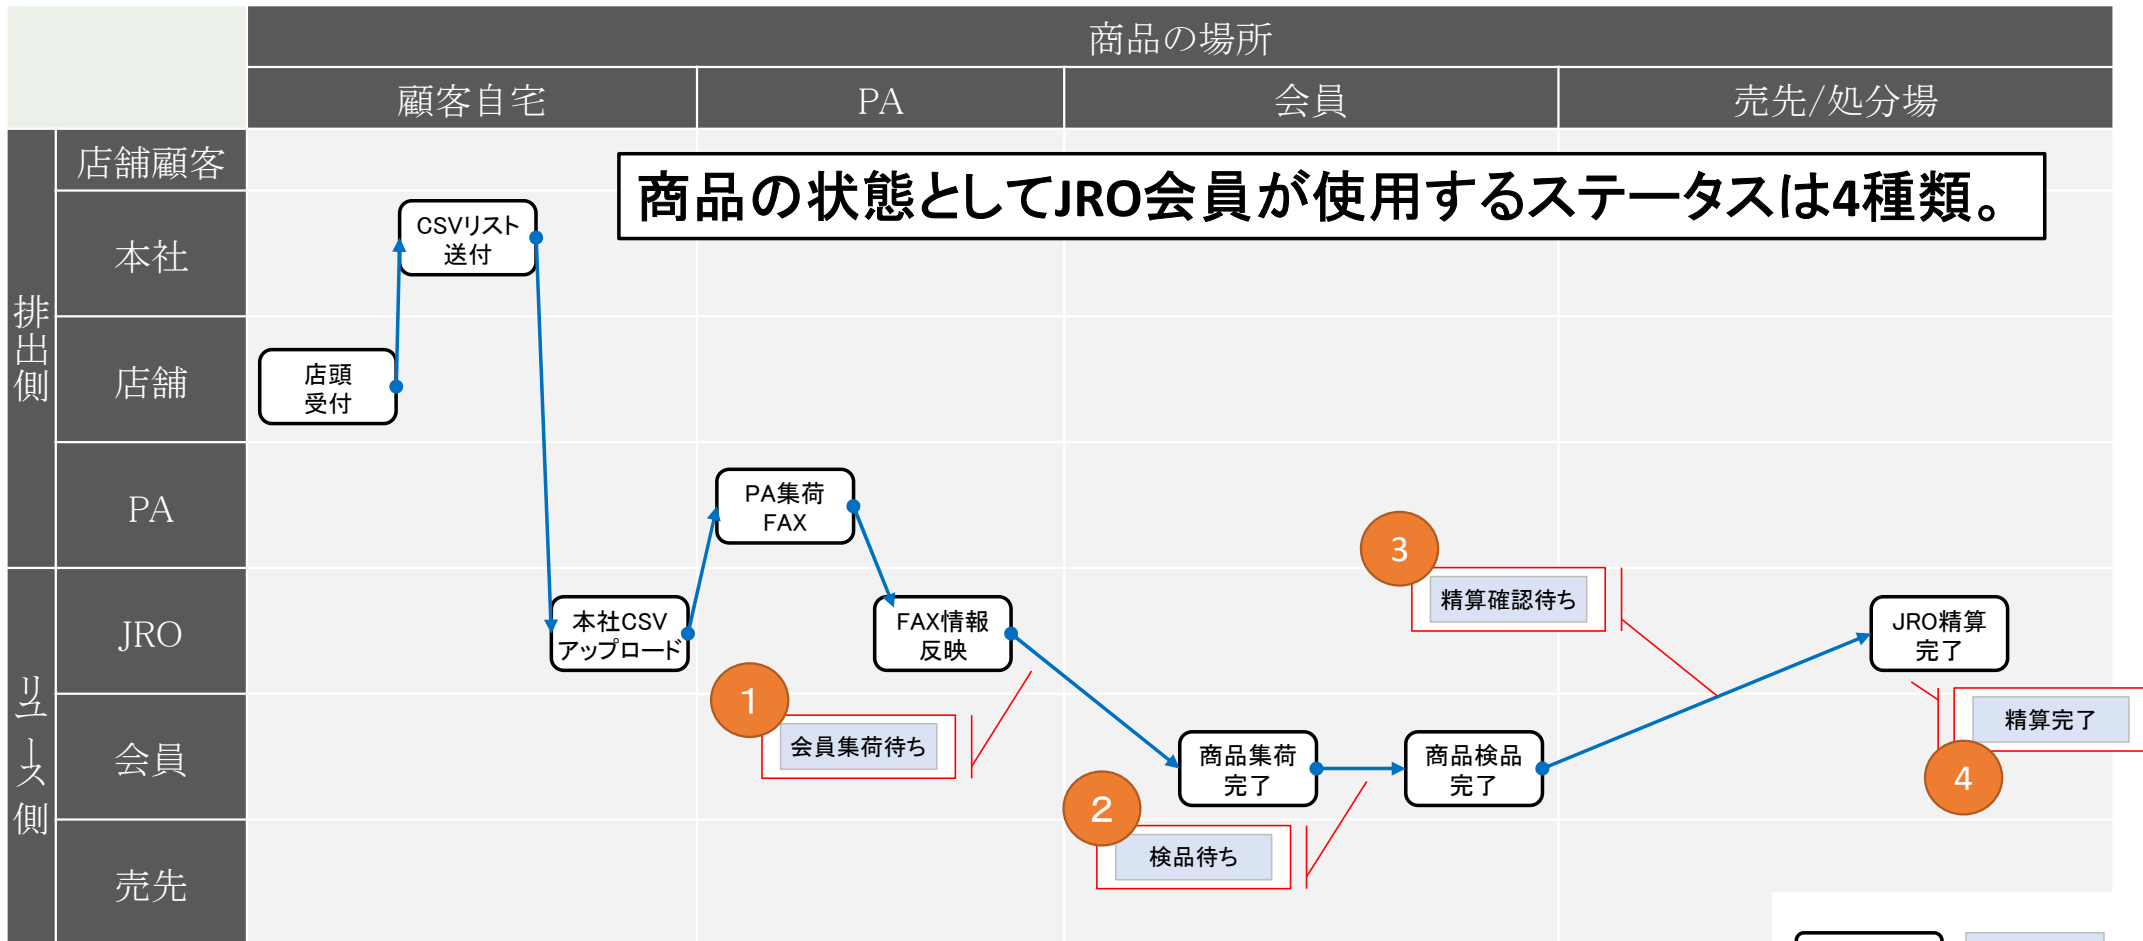 商品の場所
顧客自宅
PA
会員
売先/処分場
排出側
店舗顧客
商品の状態としてJRO会員が使用するステータスは4種類。
本社
CSVリスト
送付
店舗
店頭
受付
PA
PA集荷
FAX
3
精算確認待ち
リユース側
JRO
本社CSV
アップロード
FAX情報
反映
JRO精算
完了
1
会員集荷待ち
会員
商品集荷
完了
商品検品
完了
精算完了
4
2
検品待ち
売先